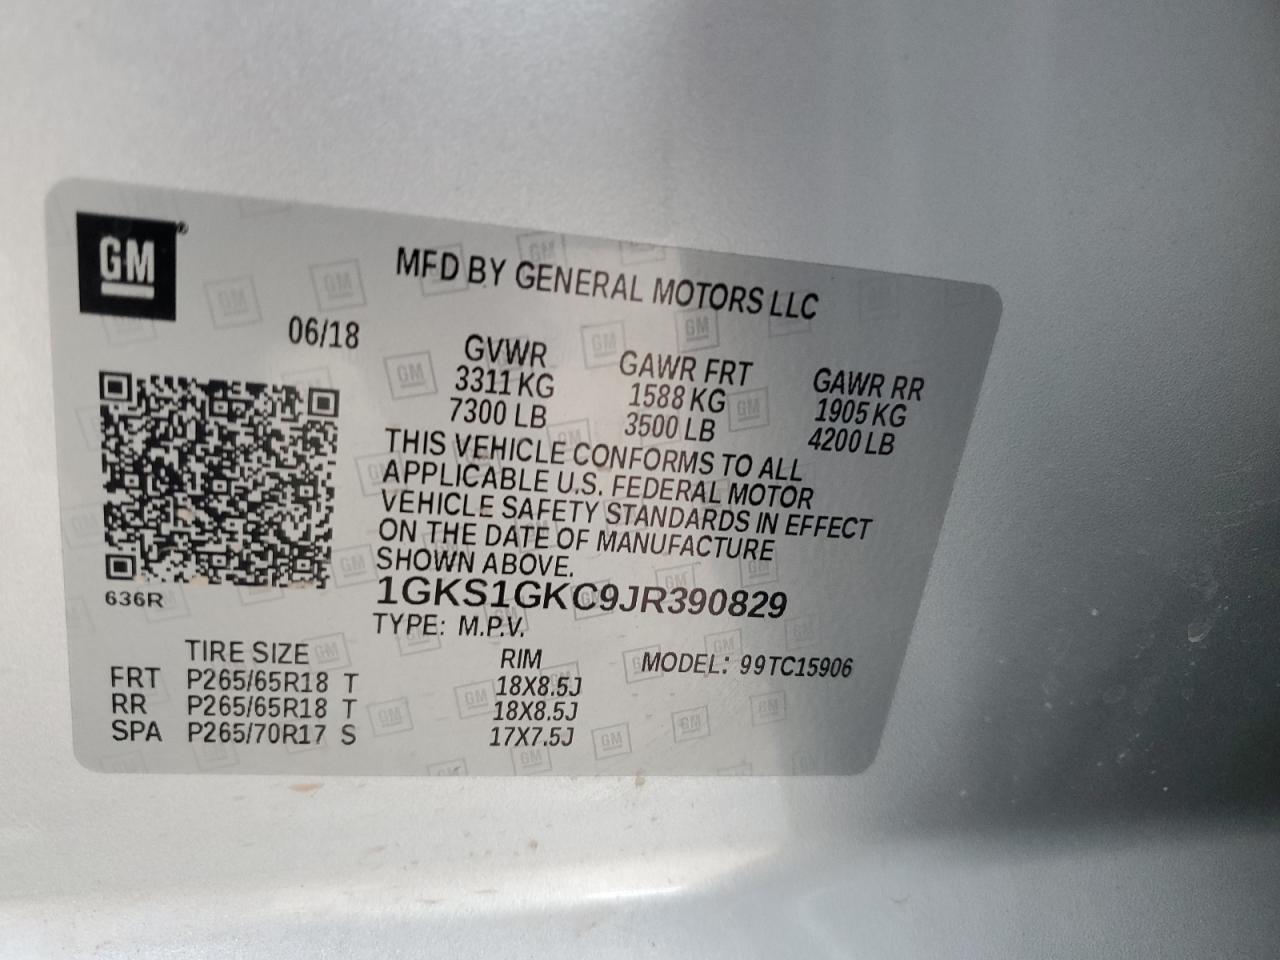 GM
MFD BY GENERAL MOTORS LLC
06/18
GVWR GAWR FRT GAWR RR
3311 KG 1588 KG 1905 KG
7300 LB 3500 LB 4200 LB
THIS VEHICLE CONFORMS TO ALL
APPLICABLE U.S. FEDERAL MOTOR
VEHICLE SAFETY STANDARDS IN EFFECT
ON THE DATE OF MANUFACTURE
SHOWN ABOVE.
636R
1GKS1GKC9JR390829
TYPE: M.P.V.
TIRE SIZE RIM MODEL: 99TC15906
FRT P265/65R18 T 18X8.5J
RR P265/65R18 T 18X8.5J
SPA P265/70R17 S 17X7.5J